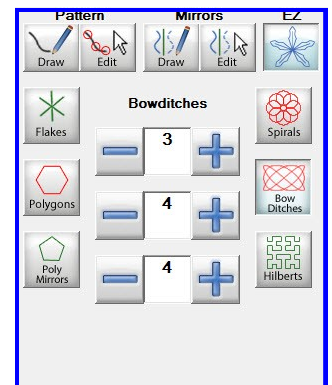 Pattern Mirrors EZ
Draw Edit Draw Edit
Flakes
Bowditches
Spirals
3
Polygons
4
Bow
Ditches
Poly
Mirrors
4
Hilberts